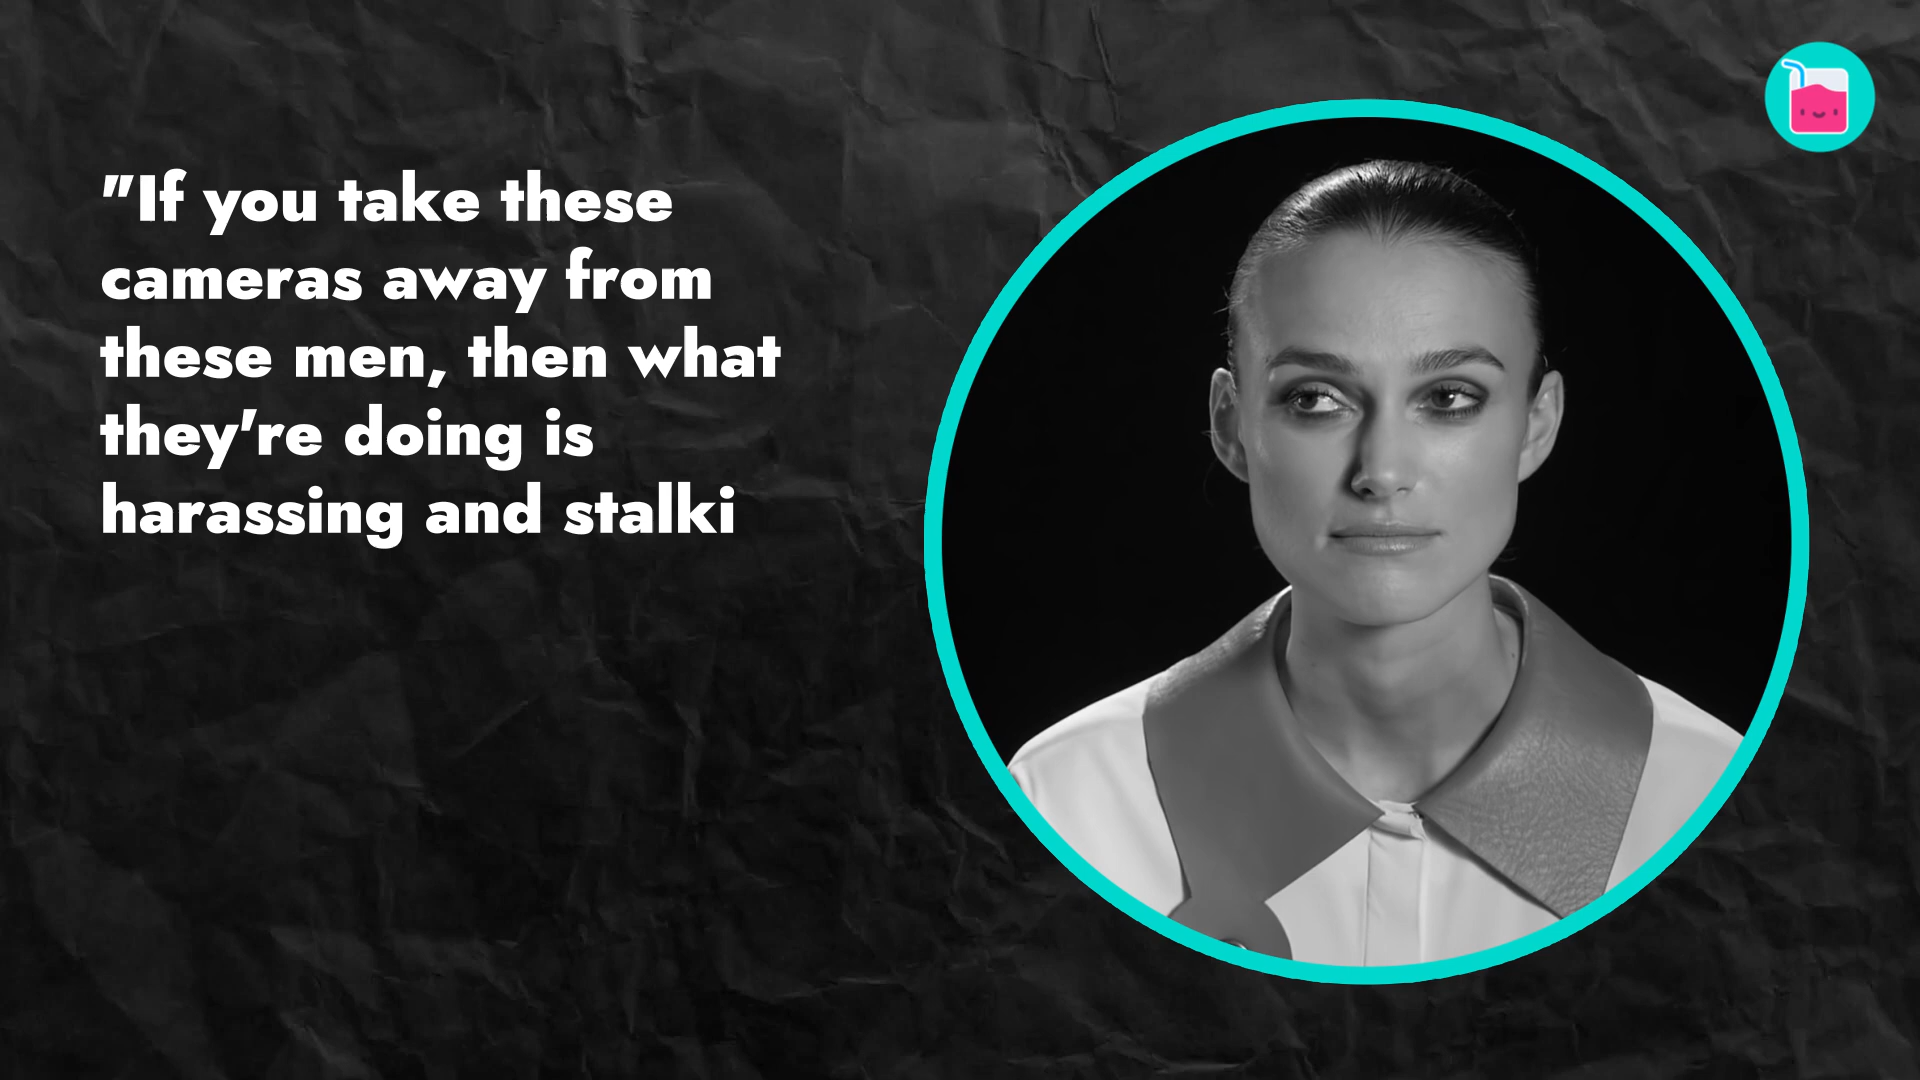 "If you take these
cameras away from
these men, then what
they're doing is
harassing and stalki